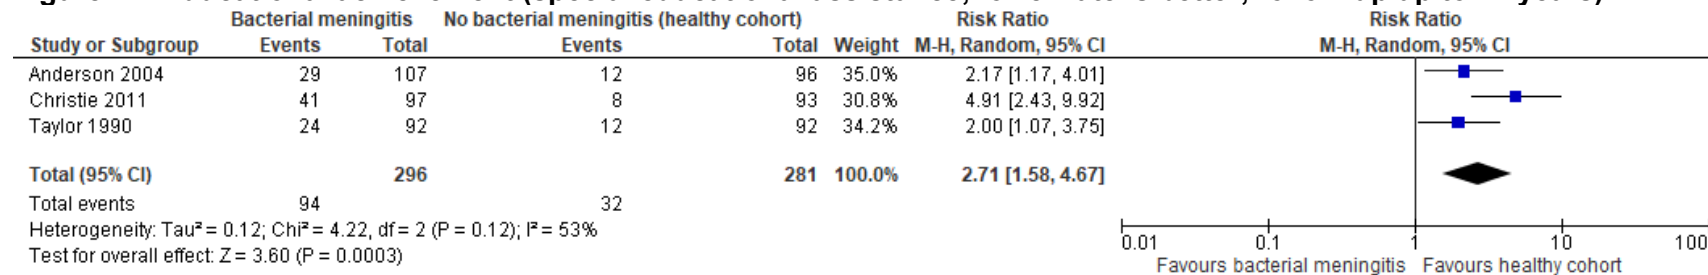 Bacterial meningitis No bacterial meningitis (healthy cohort) Risk Ratio Risk Ratio
Study or Subgroup Events Total Events Total Weight M-H, Random, 95% CI M-H, Random, 95% CI
Anderson 2004 29 107 12 96 35.0% 2.17 [1.17, 4.01]
Christie 2011 41 97 8 93 30.8% 4.91 [2.43, 9.92]
Taylor 1990 24 92 12 92 34.2% 2.00 [1.07, 3.75]
Total (95% CI) 296 281 100.0% 2.71 [1.58, 4.67]
Total events 94 32
Heterogeneity: Tau² = 0.12; Chi² = 4.22, df = 2 (P = 0.12); I² = 53%
Test for overall effect: Z = 3.60 (P = 0.0003)
0.01 0.1 1 10 100
Favours bacterial meningitis Favours healthy cohort